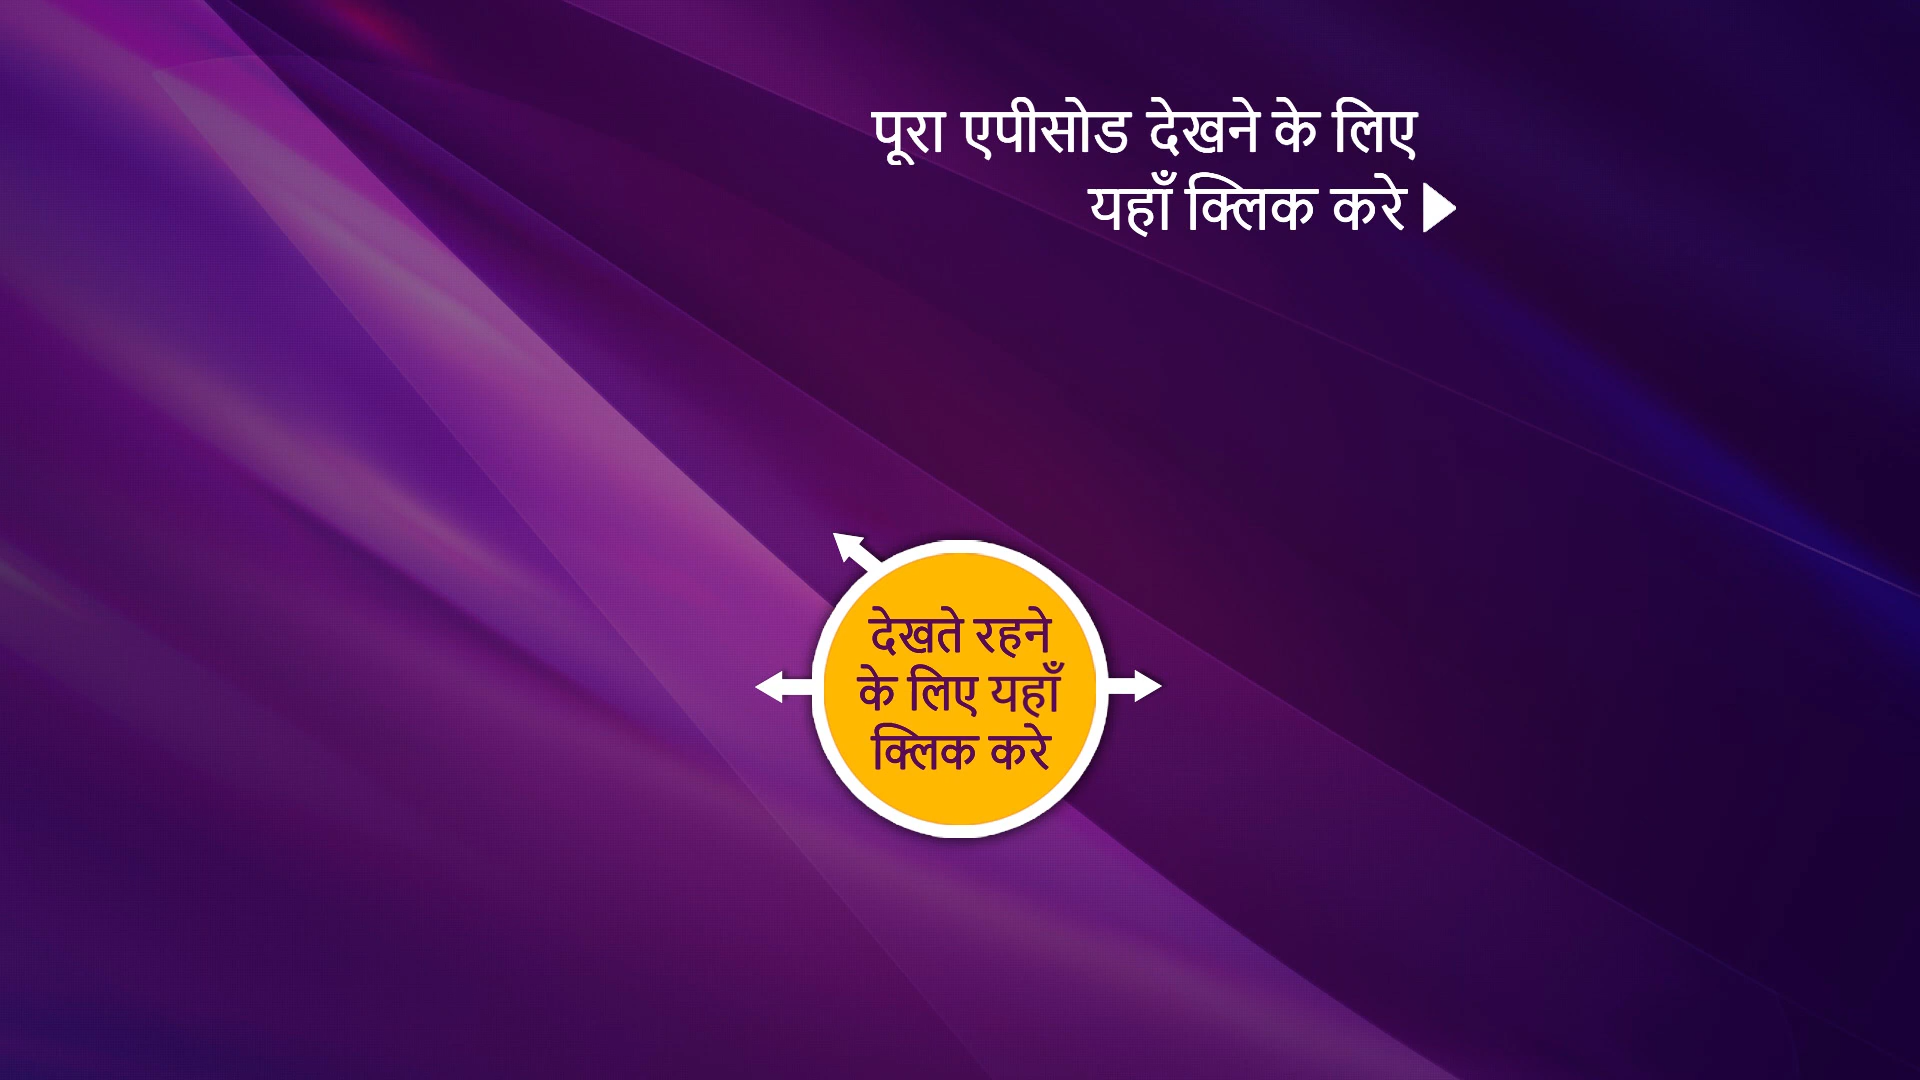 पूरा एपीसोड देखने के लिए
यहाँ क्लिक करे
देखते रहने
के लिए यहाँ
क्लिक करे